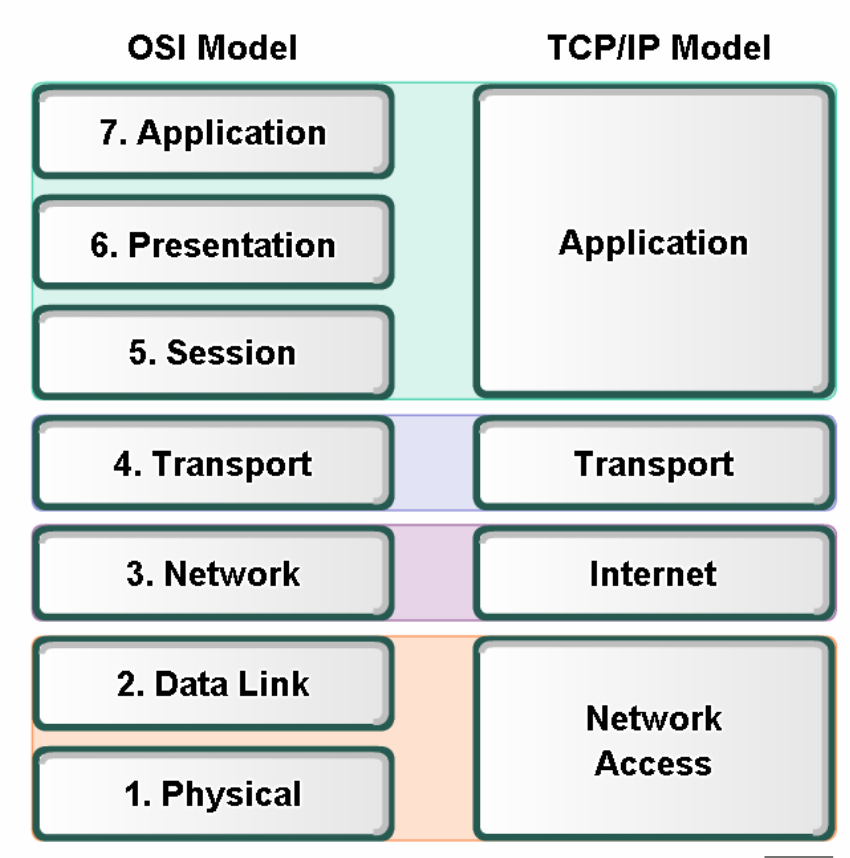 OSI Model
TCP/IP Model
7. Application
6. Presentation
5. Session
Application
4. Transport
Transport
3. Network
Internet
2. Data Link
1. Physical
Network
Access